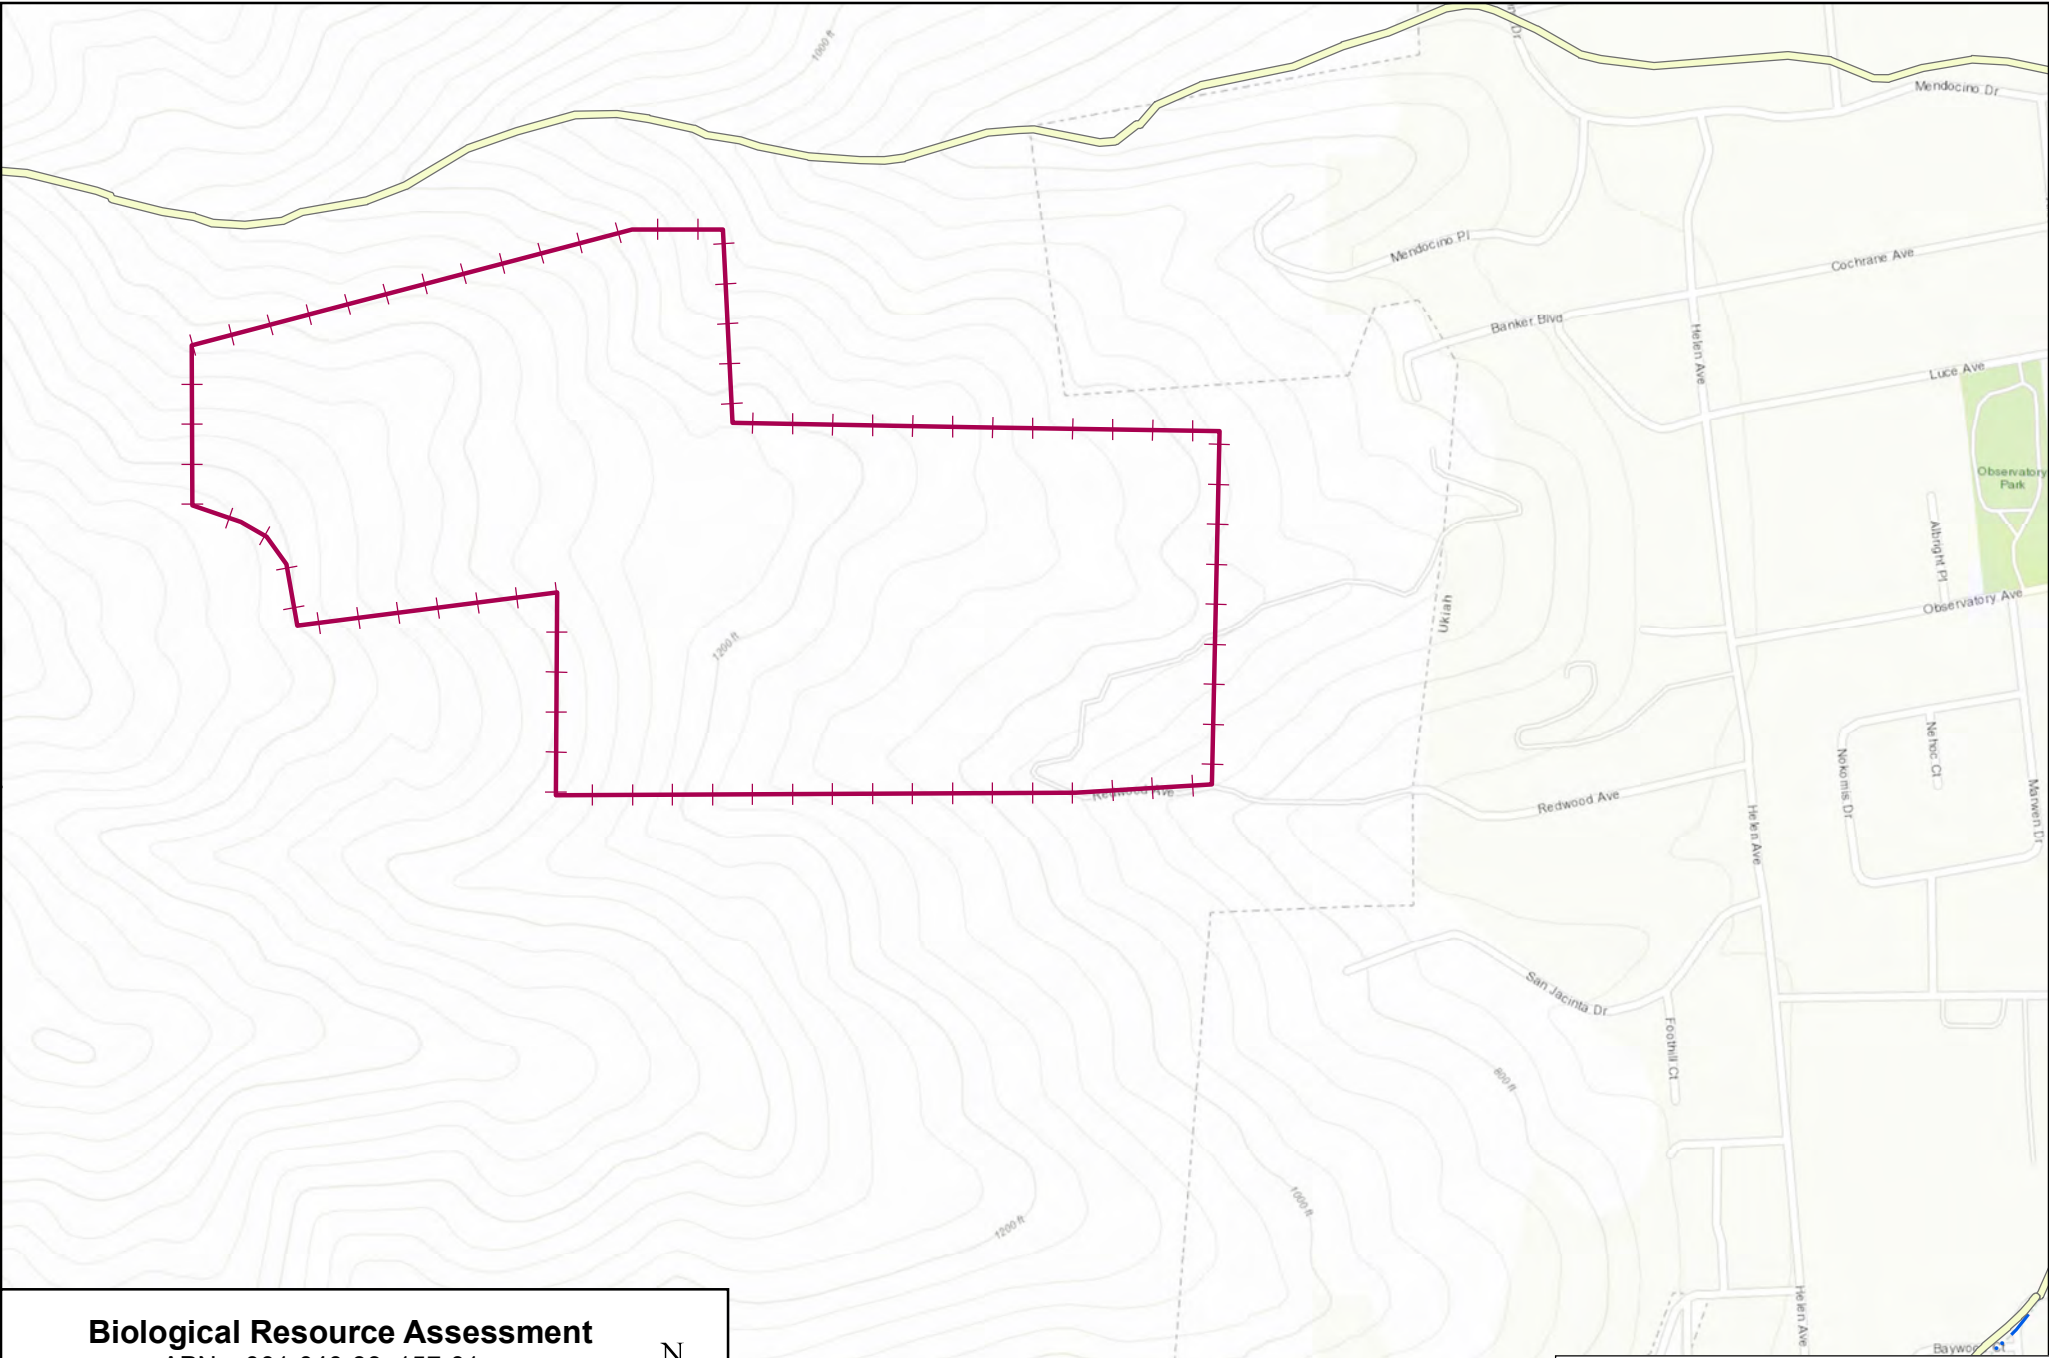 1000 ft
Mendocino Dr
Mendocino Pl
Cochrane Ave
Banker Blvd
Helen Ave
Luce Ave
Observatory
Park
Albright Pl
Observatory Ave
Ukiah
1200 ft
Nehoc Ct
Nokomis Dr
Marwen Dr
Redwood Ave
Redwood Ave
Helen Ave
San Jacinta Dr
Foothill Ct
800 ft
1000 ft
1200 ft
Helen Ave
Biological Resource Assessment
N